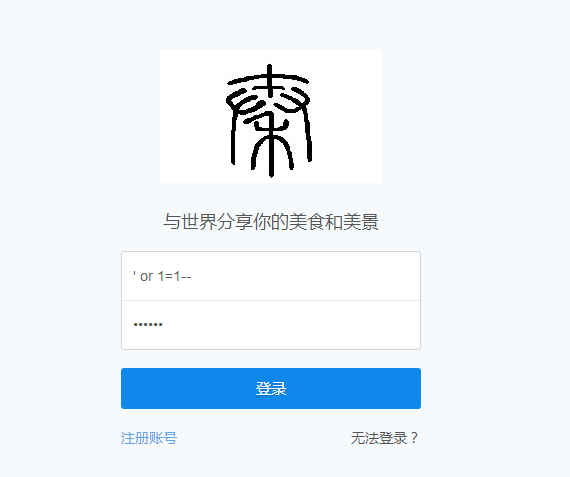 秦
与世界分享你的美食和美景
' or 1=1--
••••••
登录
注册账号
无法登录？